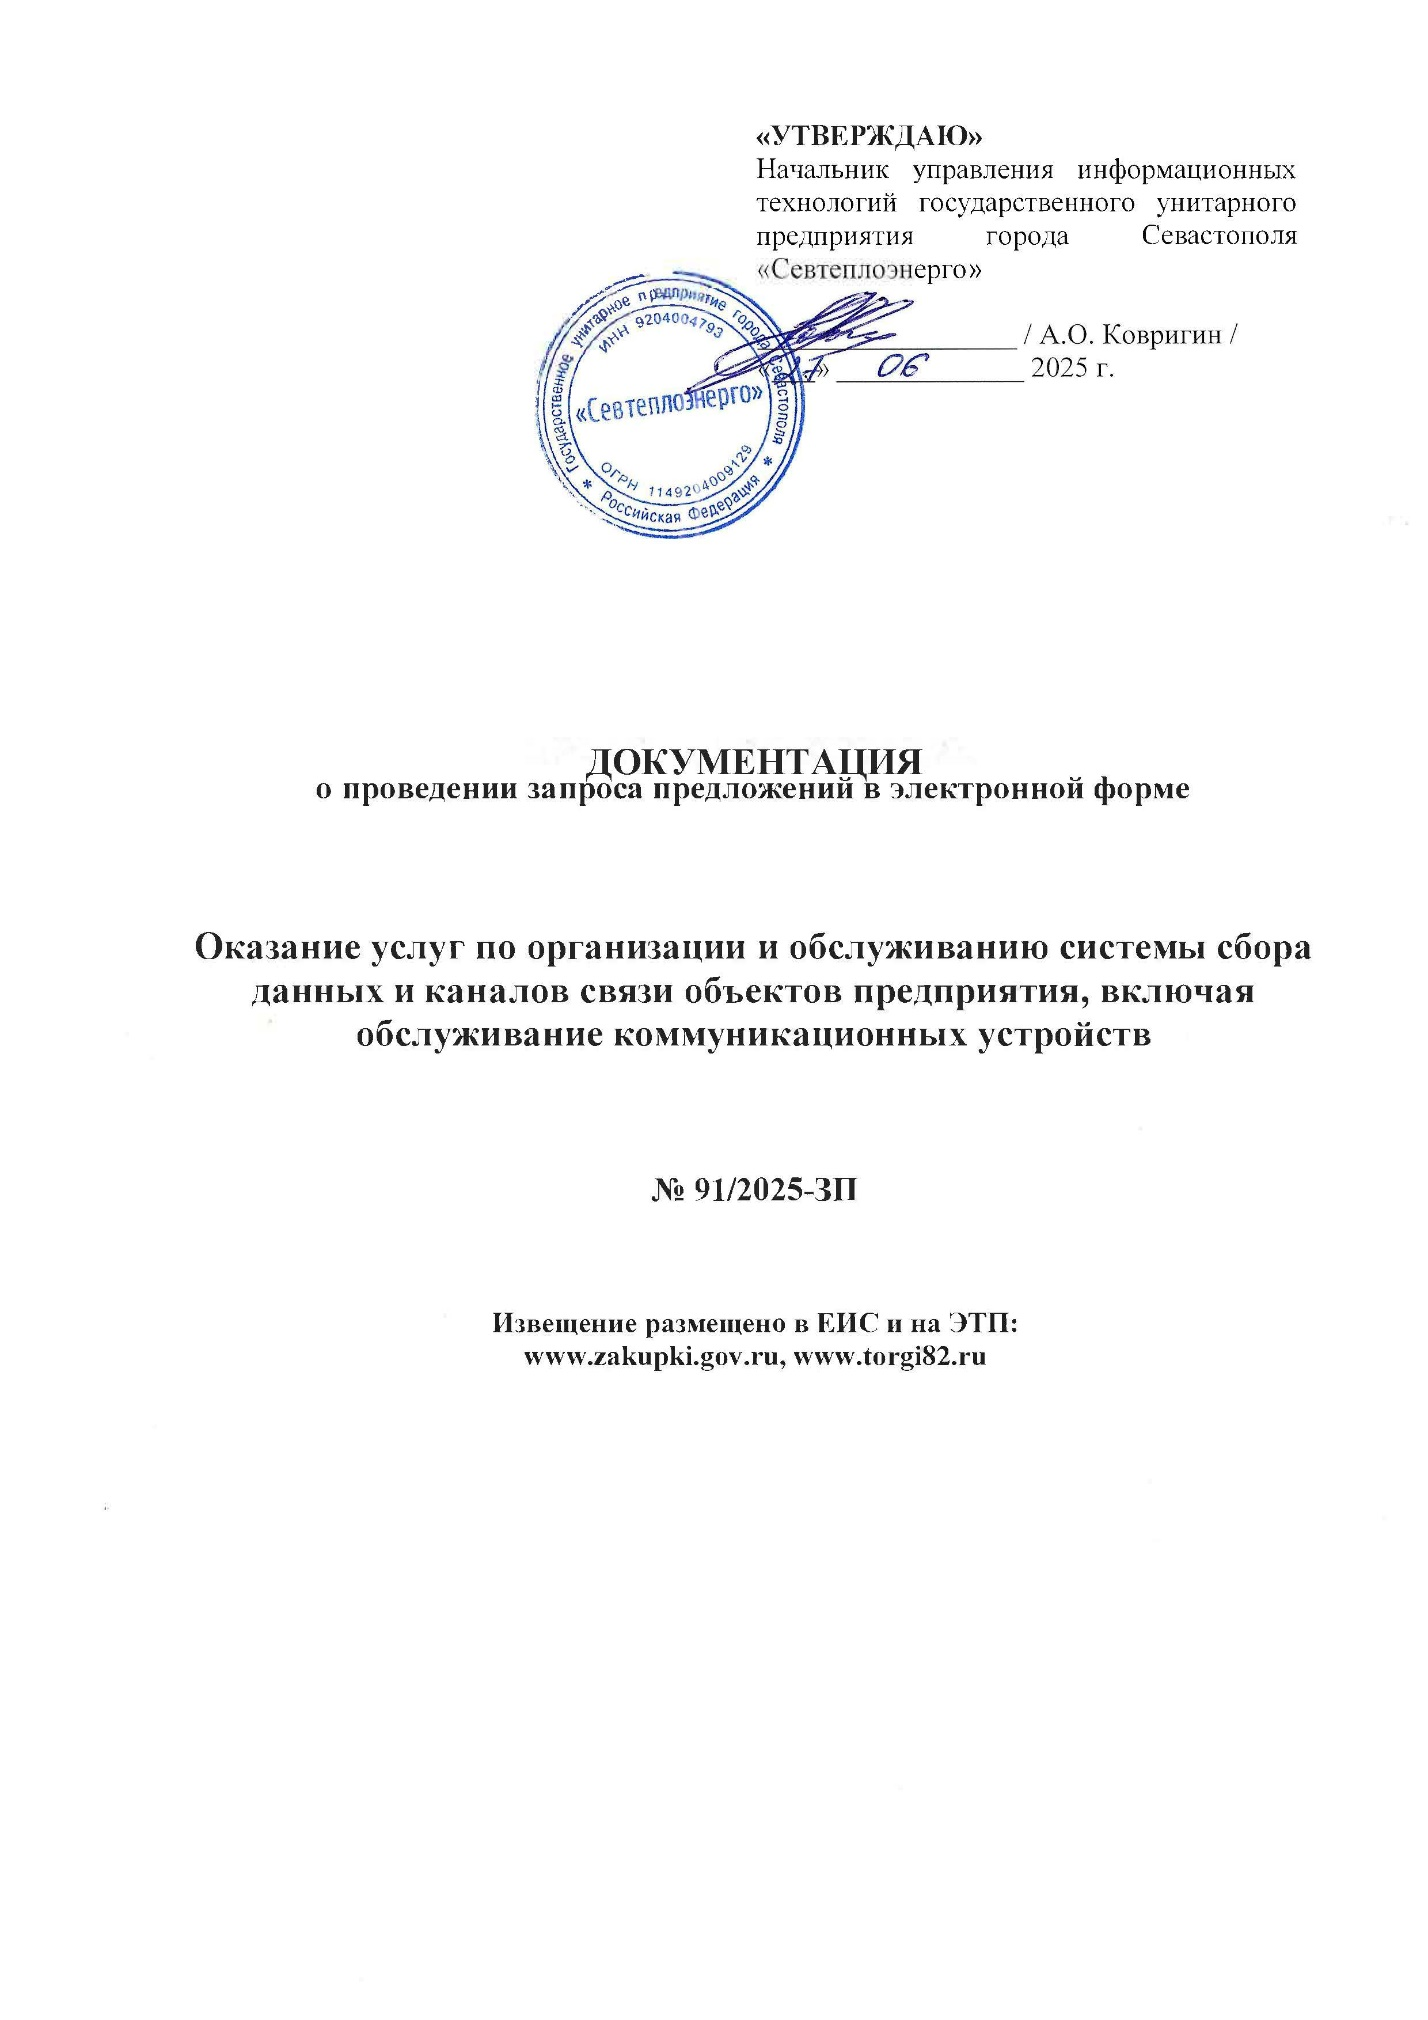 «УТВЕРЖДАЮ»
Начальник управления информационных
технологий государственного унитарного
предприятия города Севастополя
«Севтеплоэнерго»
/ А.О. Ковригин /
«27» 06 2025 г.
Государственное унитарное предприятие города Севастополя
ИНН 9204004793
«Севтеплоэнерго»
ОГРН 1149204009129
* Российская Федерация *
ДОКУМЕНТАЦИЯ
о проведении запроса предложений в электронной форме
Оказание услуг по организации и обслуживанию системы сбора
данных и каналов связи объектов предприятия, включая
обслуживание коммуникационных устройств
№ 91/2025-ЗП
Извещение размещено в ЕИС и на ЭТП:
www.zakupki.gov.ru, www.torgi82.ru